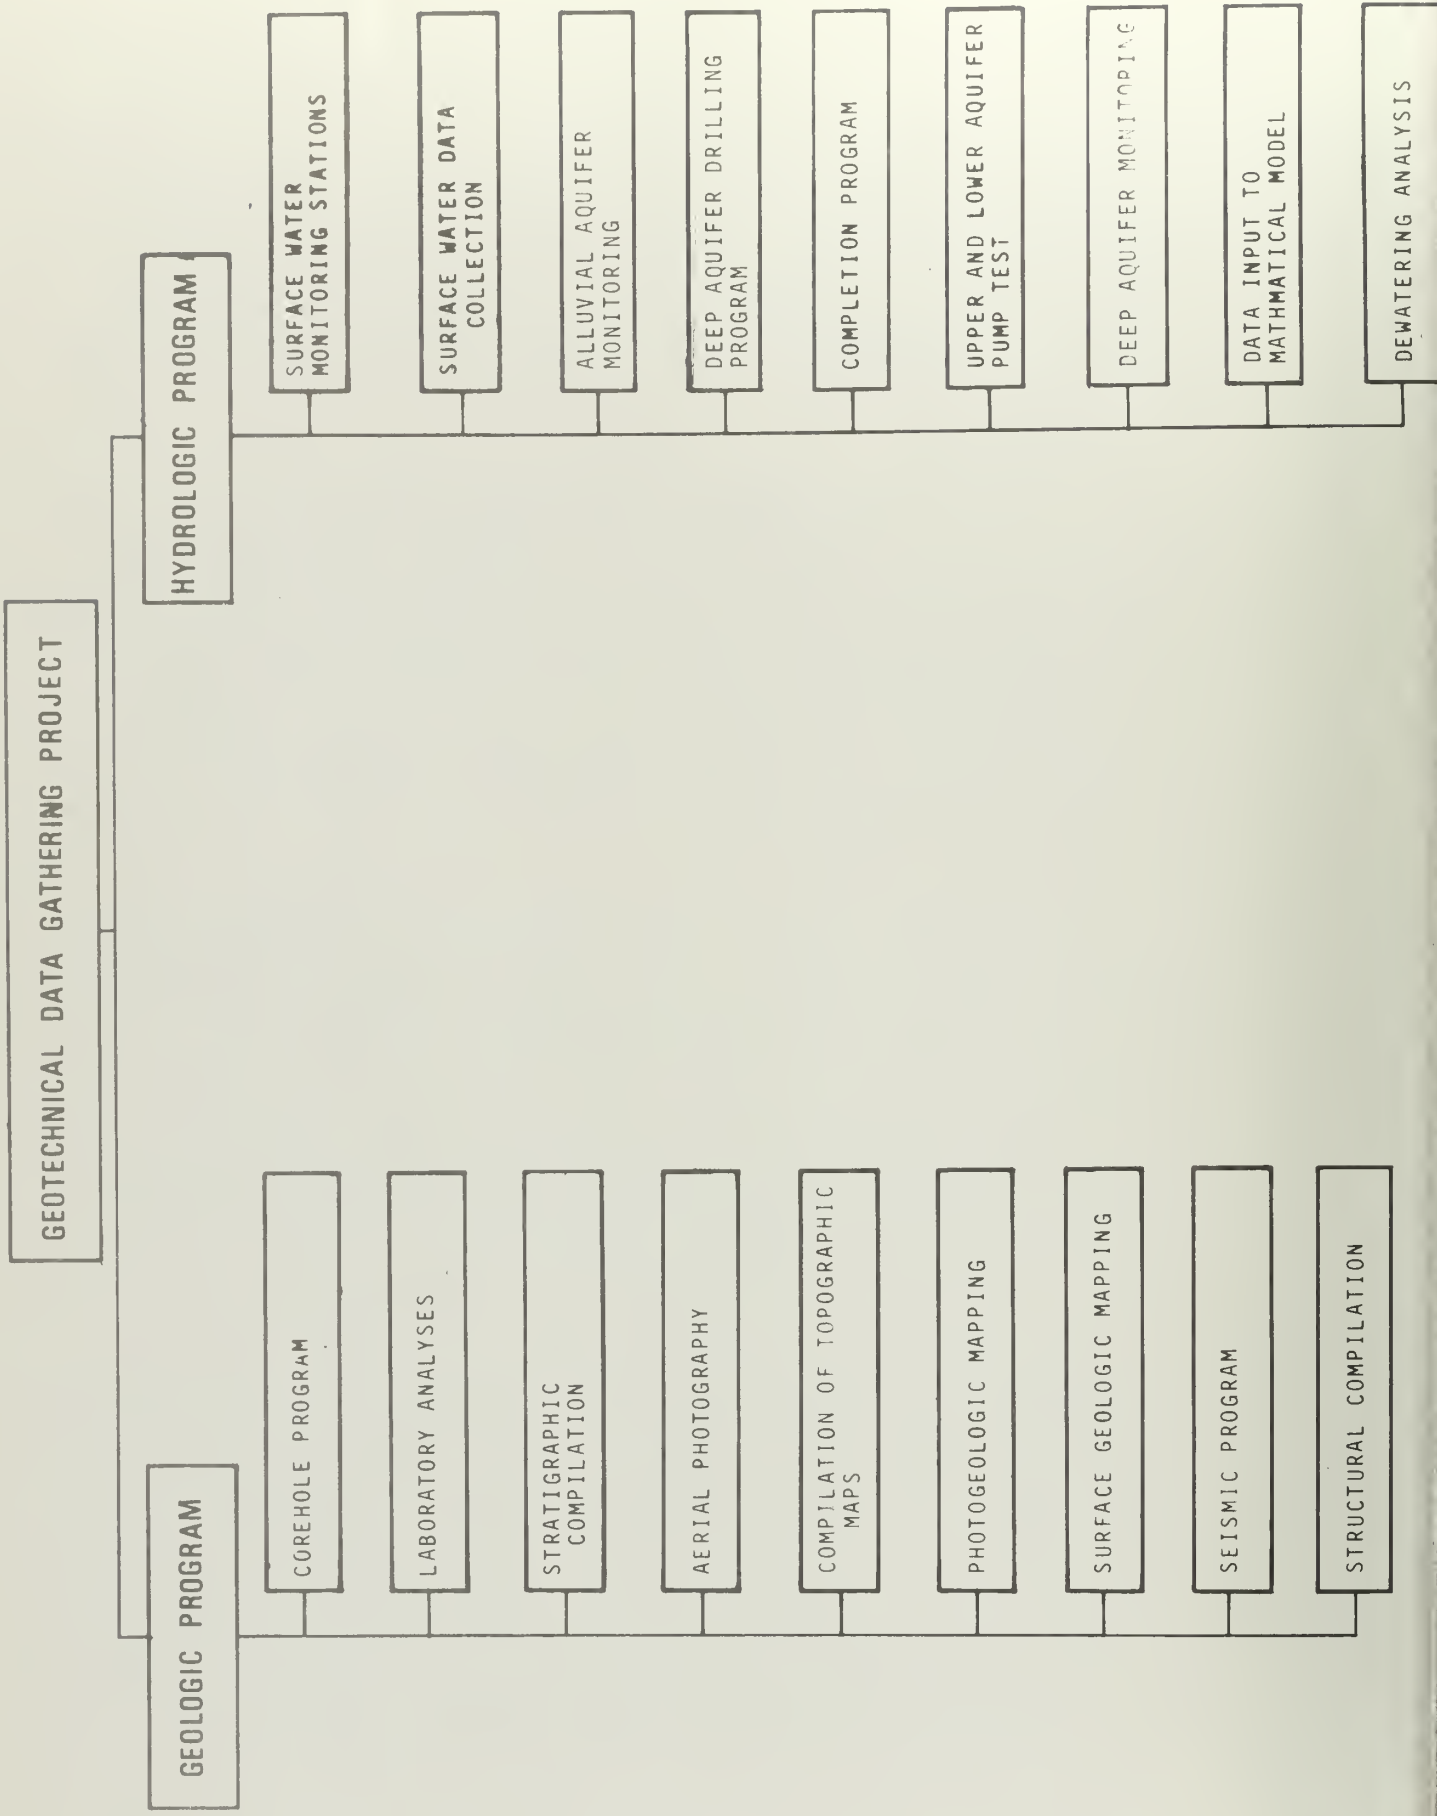 GEOTECHNICAL DATA GATHERING PROJECT
GEOLOGIC PROGRAM
COREHOLE PROGRAM
LABORATORY ANALYSES
STRATIGRAPHIC
COMPILATION
AERIAL PHOTOGRAPHY
COMPILATION OF TOPOGRAPHIC
MAPS
PHOTOGEOLOGIC MAPPING
SURFACE GEOLOGIC MAPPING
SEISMIC PROGRAM
STRUCTURAL COMPILATION
HYDROLOGIC PROGRAM
SURFACE WATER
MONITORING STATIONS
SURFACE WATER DATA
COLLECTION
ALLUVIAL AQUIFER
MONITORING
DEEP AQUIFER DRILLING
PROGRAM
COMPLETION PROGRAM
UPPER AND LOWER AQUIFER
PUMP TEST
DEEP AQUIFER MONITORING
DATA INPUT TO
MATHMATICAL MODEL
DEWATERING ANALYSIS